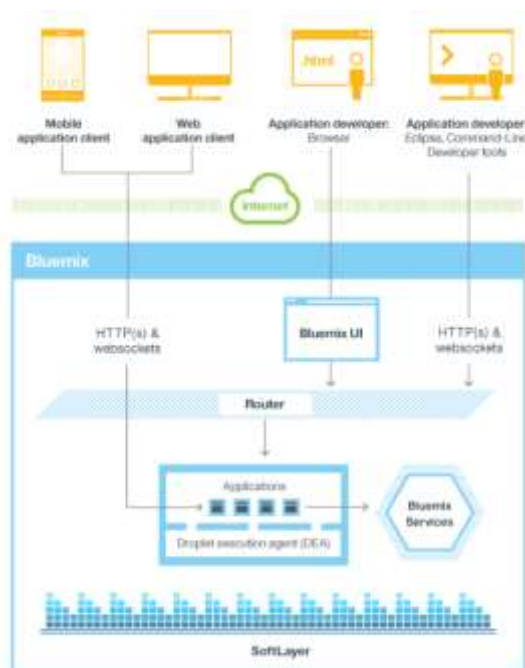 .html
Mobile
application client
Web
application client
Application developer:
Browser
Application developer:
Eclipse, Command-Line
Developer tools
Internet
Bluemix
HTTP(s) &
websockets
Bluemix UI
HTTP(s) &
websockets
Router
Applications
Droplet execution agent (DEA)
Bluemix
Services
SoftLayer